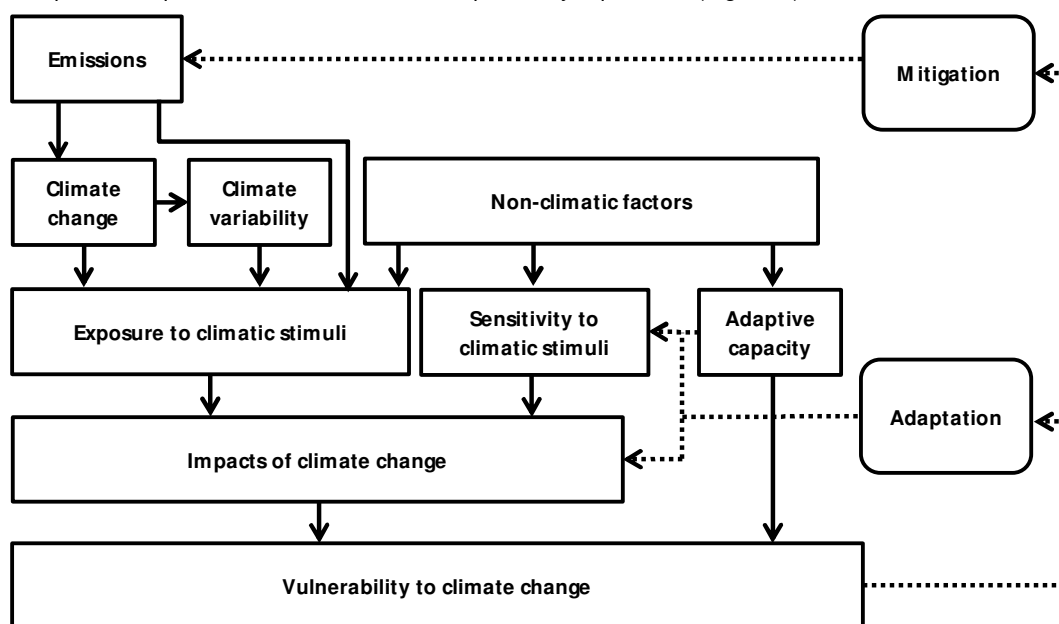 Emissions
Mitigation
Climate
change
Climate
variability
Non-climatic factors
Exposure to climatic stimuli
Sensitivity to
climatic stimuli
Adaptive
capacity
Adaptation
Impacts of climate change
Vulnerability to climate change